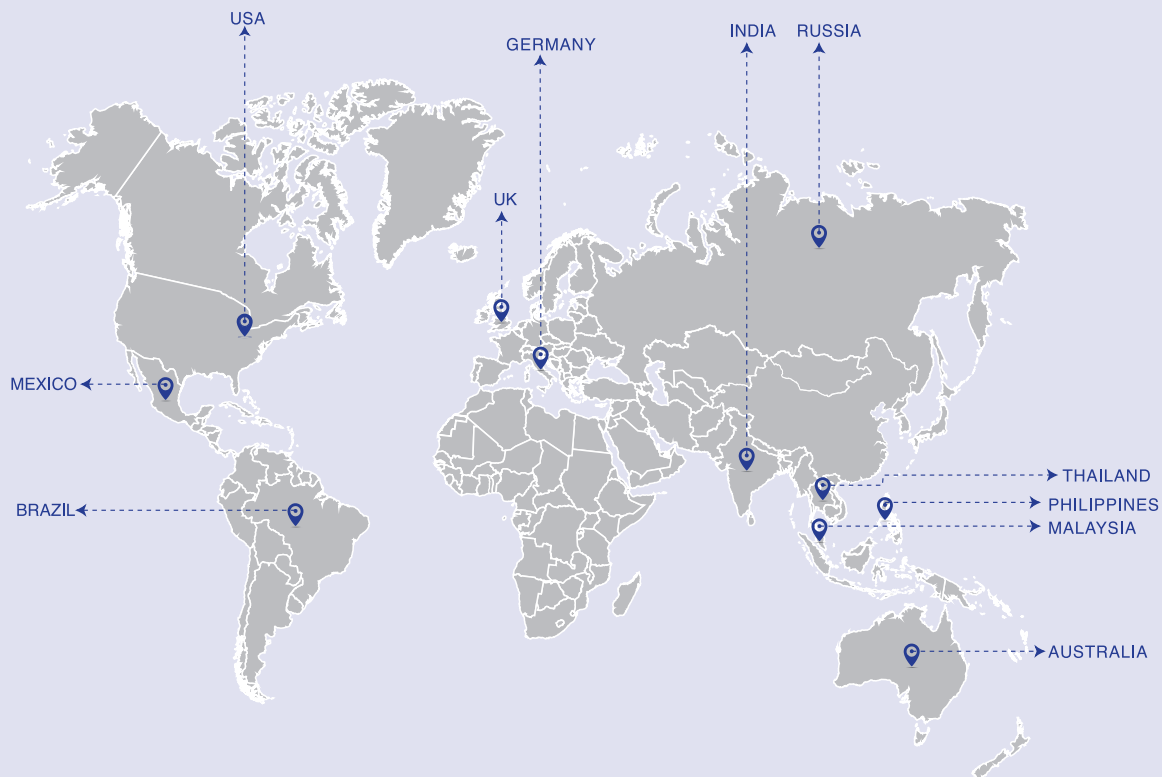 USA
GERMANY
INDIA
RUSSIA
UK
MEXICO
BRAZIL
THAILAND
PHILIPPINES
MALAYSIA
AUSTRALIA